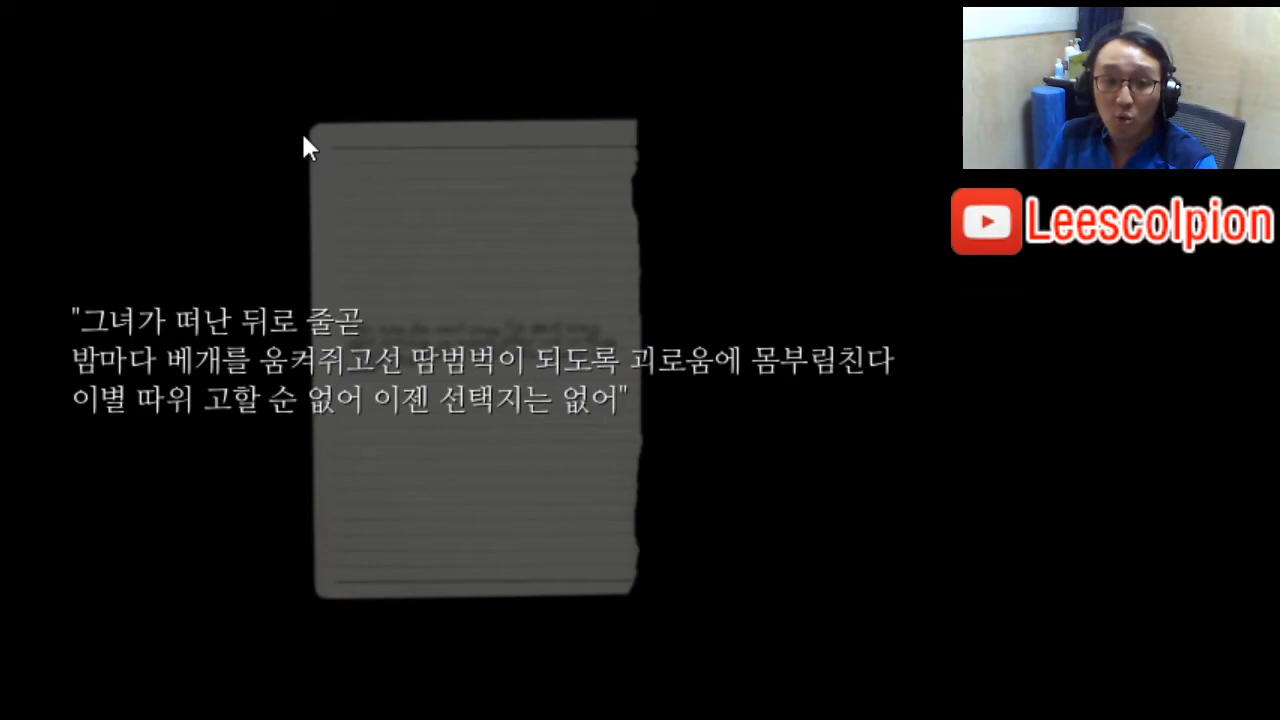 "그녀가 떠난 뒤로 줄곧
밤마다 베개를 움켜쥐고선 땀범벅이 되도록 괴로움에 몸부림친다
이별 따위 고할 순 없어 이젠 선택지는 없어"
Leescolpion